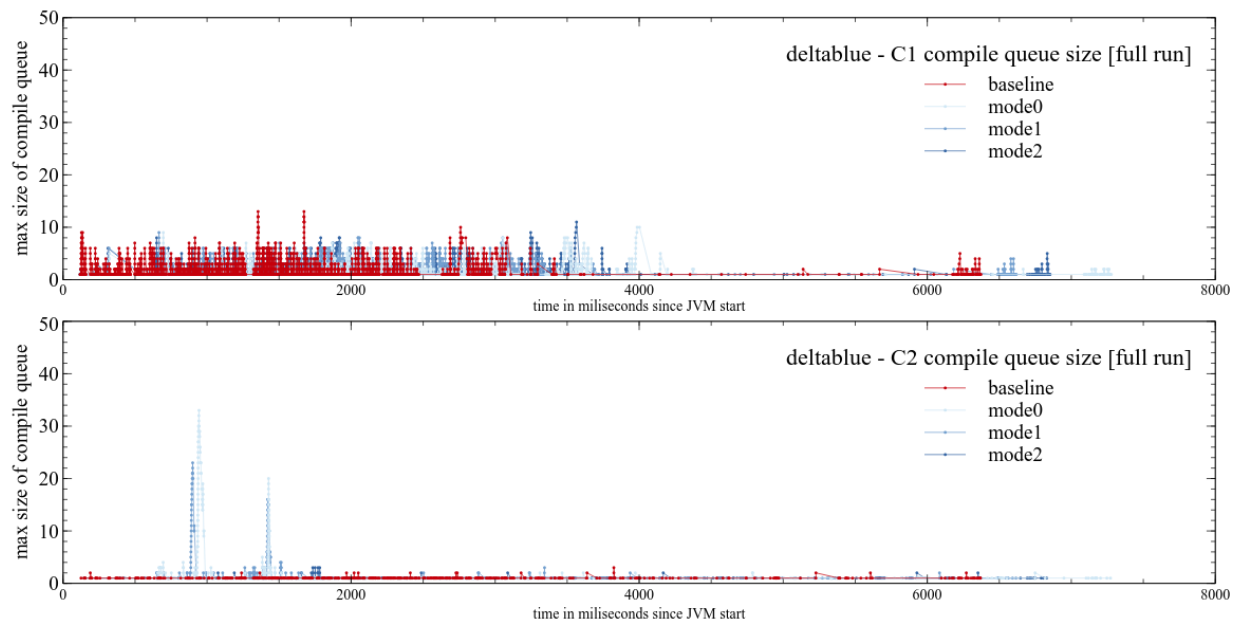 50
40
30
20
10
0
max size of compile queue
deltablue - C1 compile queue size [full run]
baseline
mode0
mode1
mode2
0 2000 4000 6000 8000
time in miliseconds since JVM start
50
40
30
20
10
0
max size of compile queue
deltablue - C2 compile queue size [full run]
baseline
mode0
mode1
mode2
0 2000 4000 6000 8000
time in miliseconds since JVM start